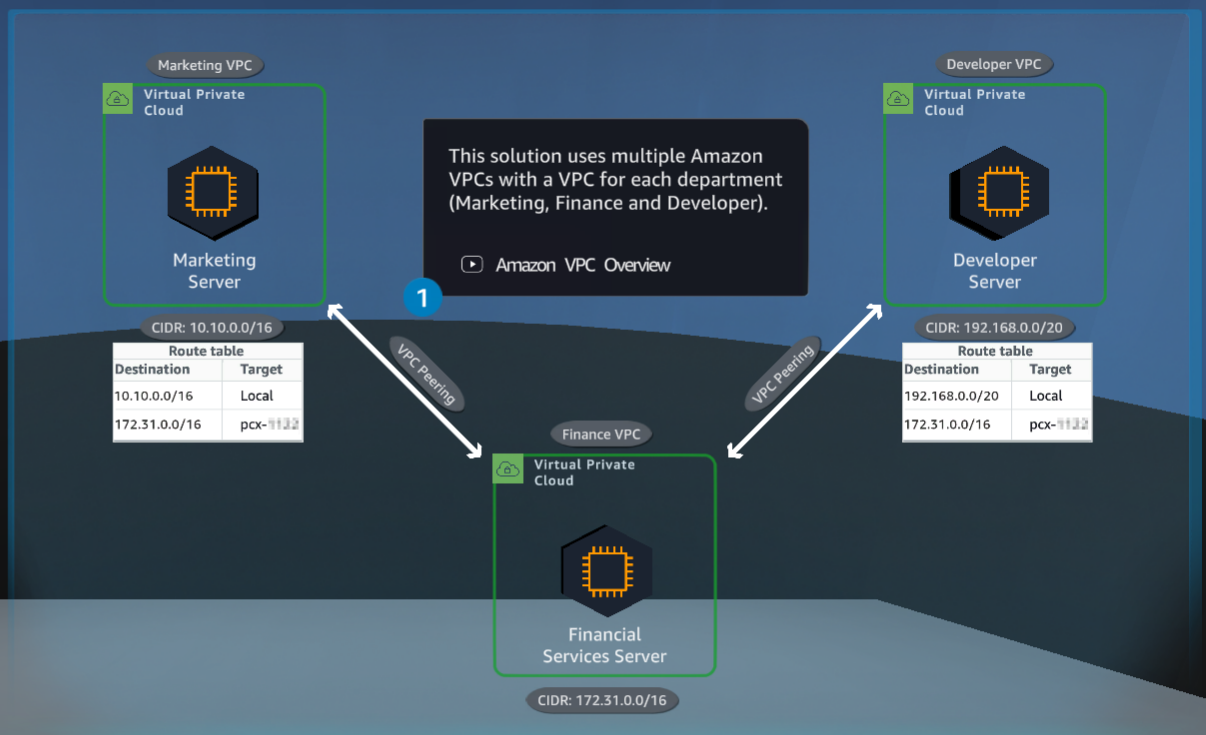 Marketing VPC
Virtual Private
Cloud
Marketing
Server
CIDR: 10.10.0.0/16
Route table
Destination Target
10.10.0.0/16 Local
172.31.0.0/16 pcx-
This solution uses multiple Amazon
VPCs with a VPC for each department
(Marketing, Finance and Developer).
Amazon VPC Overview
1
Developer VPC
Virtual Private
Cloud
Developer
Server
CIDR: 192.168.0.0/20
Route table
Destination Target
192.168.0.0/20 Local
172.31.0.0/16 pcx-
VPC Peering
VPC Peering
Finance VPC
Virtual Private
Cloud
Financial
Services Server
CIDR: 172.31.0.0/16